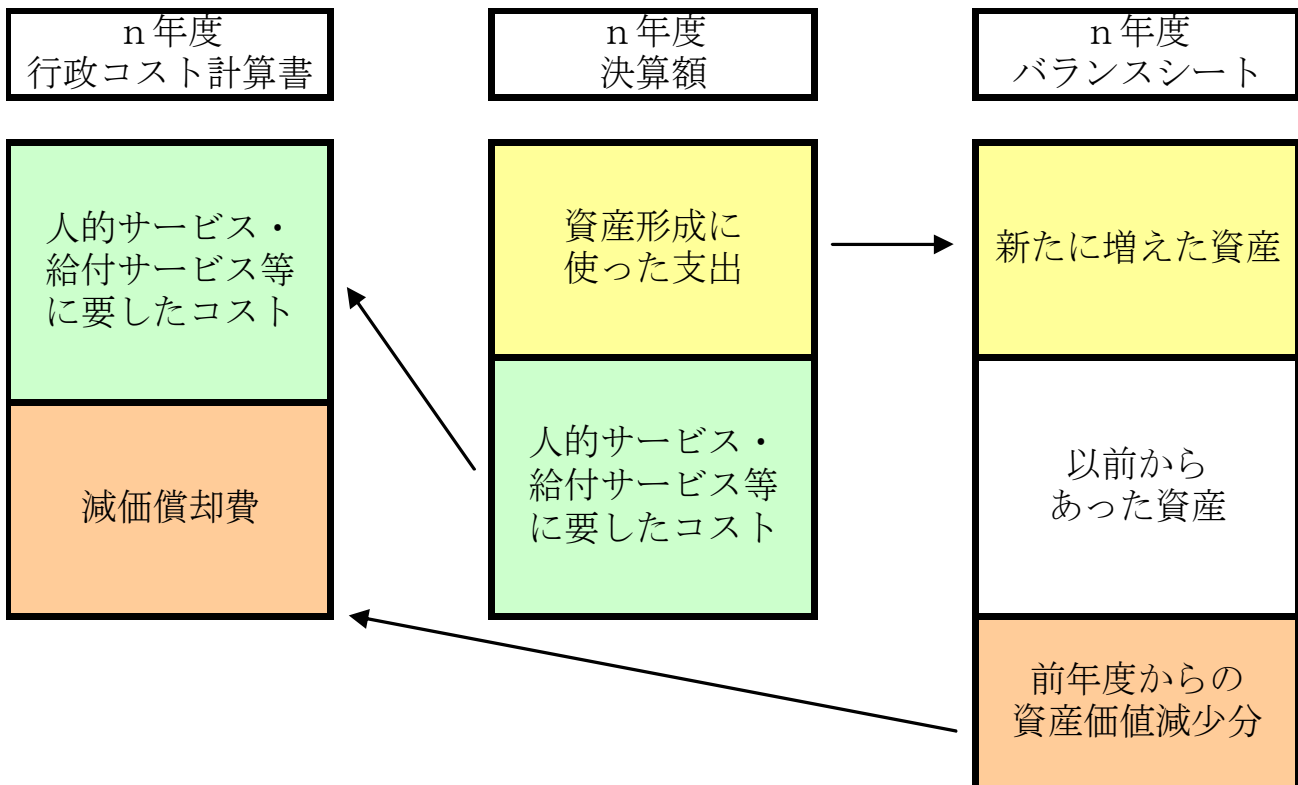 ｎ年度
行政コスト計算書
ｎ年度
決算額
ｎ年度
バランスシート
人的サービス・
給付サービス等
に要したコスト
減価償却費
資産形成に
使った支出
人的サービス・
給付サービス等
に要したコスト
新たに増えた資産
以前から
あった資産
前年度からの
資産価値減少分